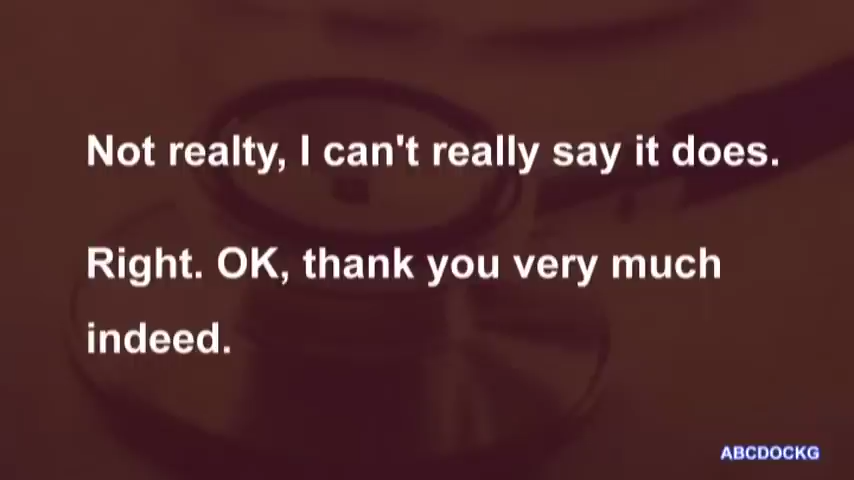 Not realty, I can't really say it does.
Right. OK, thank you very much
indeed.
ABCDOCKG